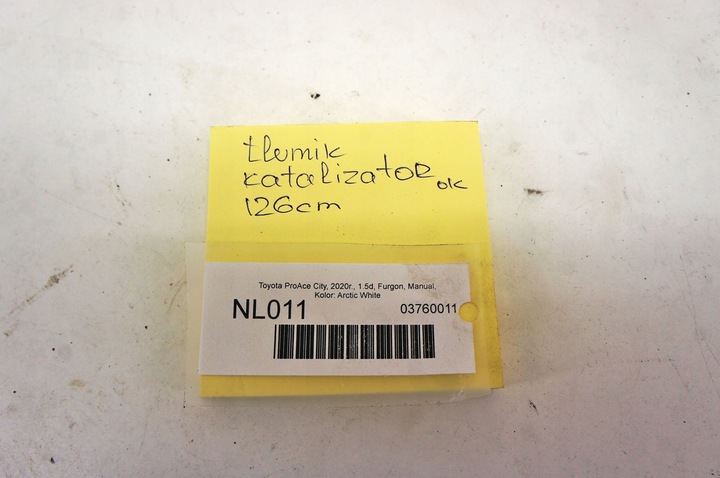 tłumik
katalizator ok
126cm
Toyota ProAce City, 2020r., 1.5d, Furgon, Manual,
Kolor: Arctic White
NL011 03760011